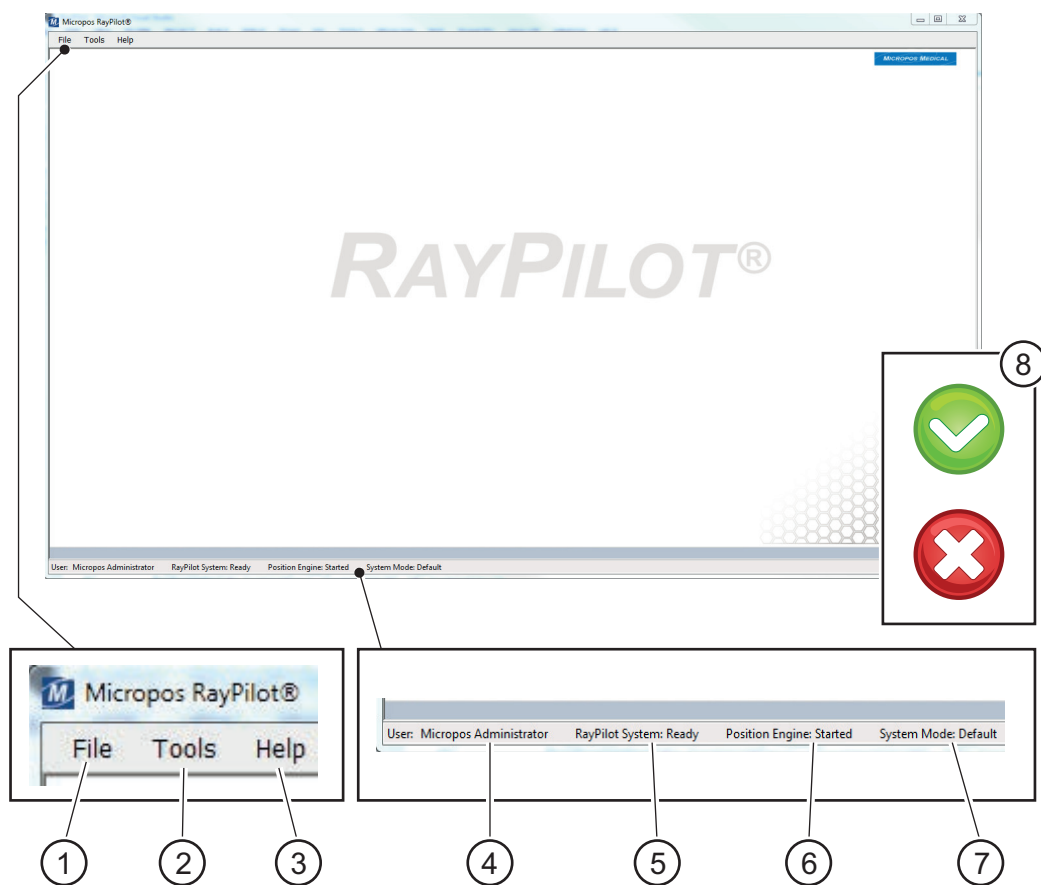 Micropos RayPilot®
File Tools Help
MICROPOS MEDICAL
RAYPILOT®
8
User: Micropos Administrator RayPilot System: Ready Position Engine: Started System Mode: Default
M Micropos RayPilot®
File Tools Help
User: Micropos Administrator RayPilot System: Ready Position Engine: Started System Mode: Default
1 2 3 4 5 6 7